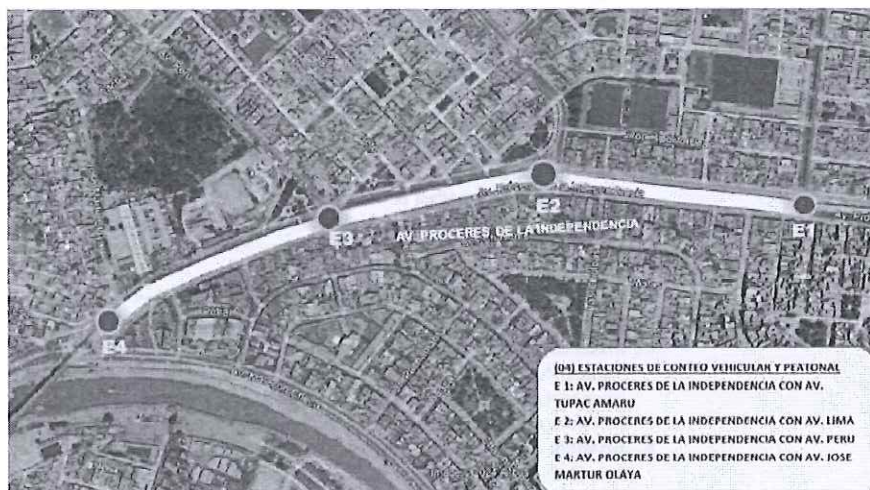 E2
E1
E3
AV. PROCERES DE LA INDEPENDENCIA
E4
(04) ESTACIONES DE CONTEO VEHICULAR Y PEATONAL
E 1: AV. PROCERES DE LA INDEPENDENCIA CON AV.
TUPAC AMARU
E 2: AV. PROCERES DE LA INDEPENDENCIA CON AV. LIMA
E 3: AV. PROCERES DE LA INDEPENDENCIA CON AV. PERU
E 4: AV. PROCERES DE LA INDEPENDENCIA CON AV. JOSE
MARTUR OLAYA